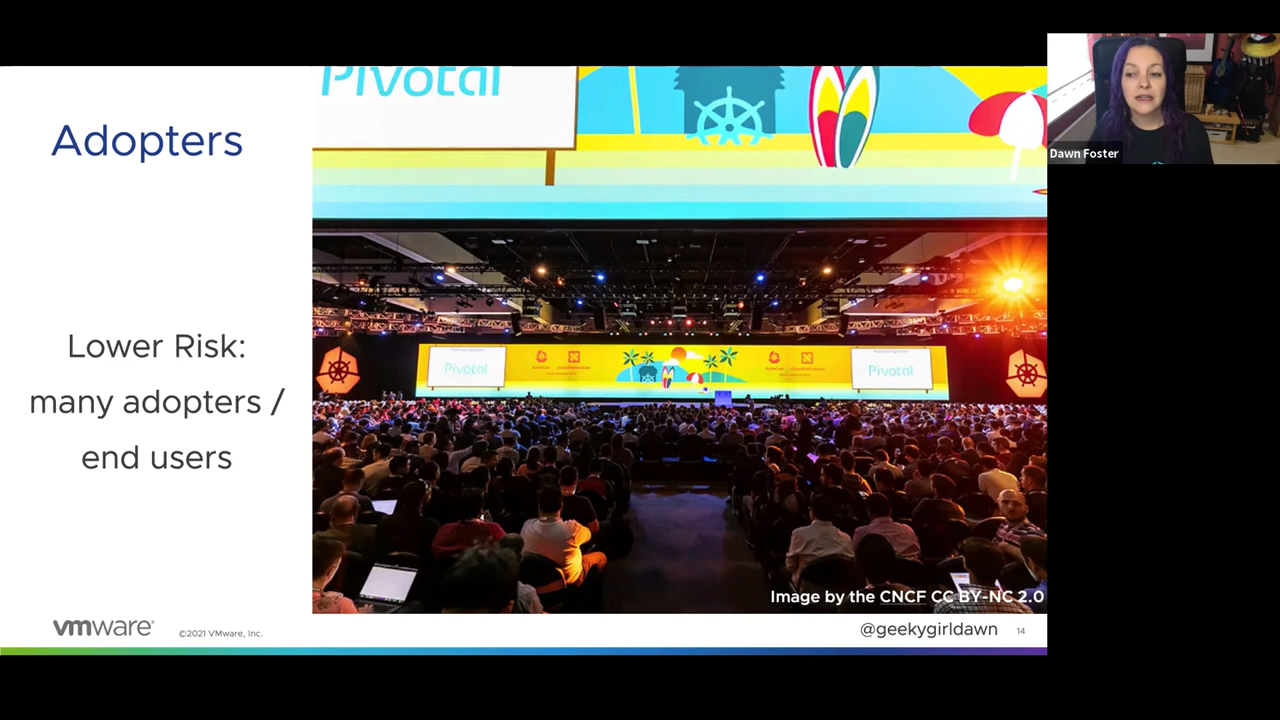 Adopters
Lower Risk:
many adopters /
end users
Pivotal
Pivotal
Pivotal
Image by the CNCF CC BY-NC 2.0
vmware
©2021 VMware, Inc.
@geekygirldawn
14
Dawn Foster